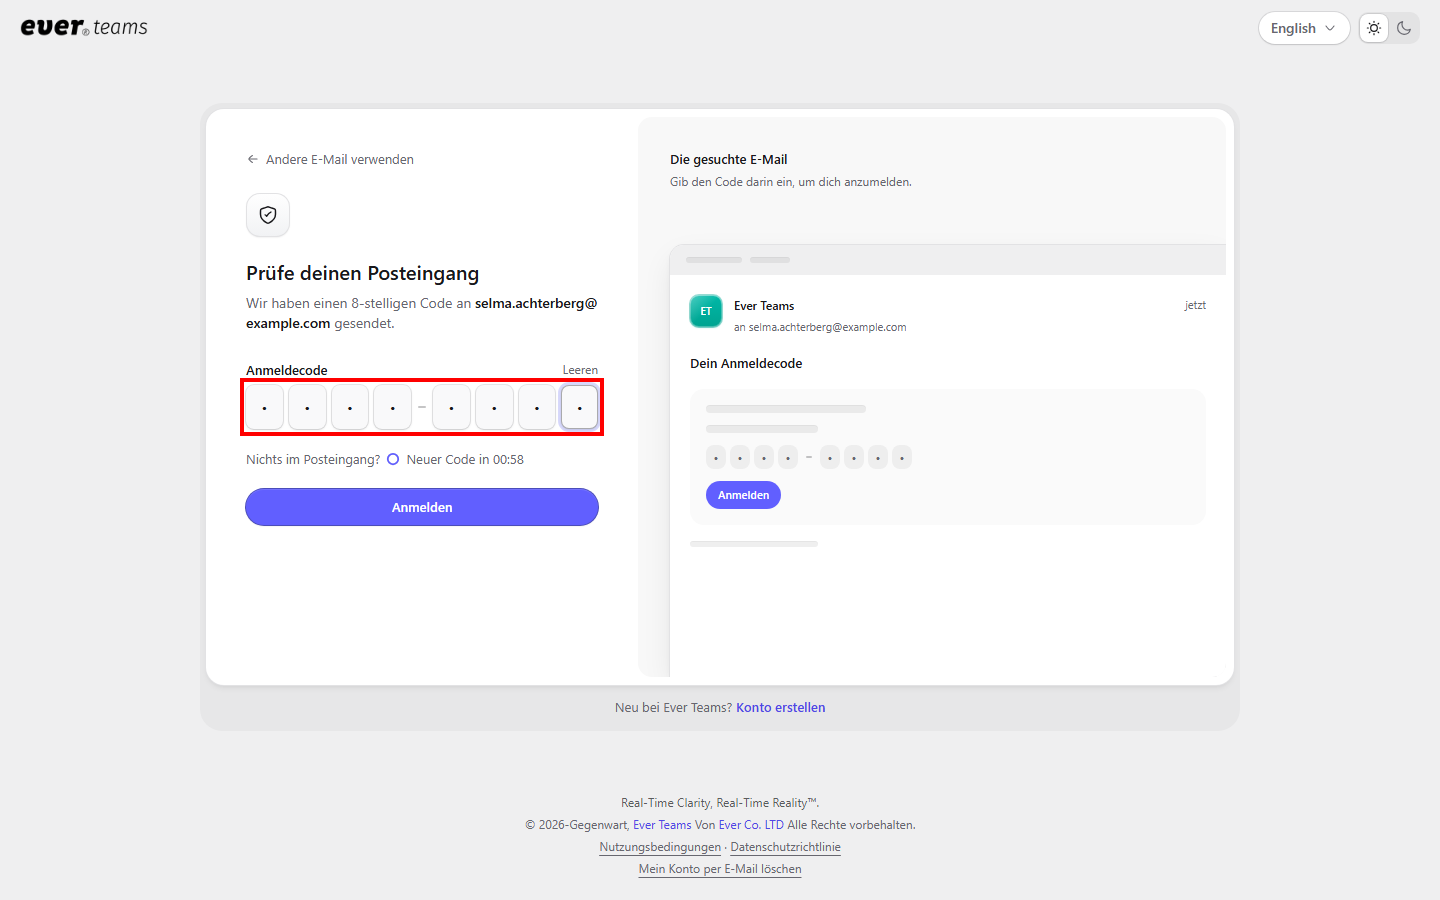 ever® teams
English
Andere E-Mail verwenden
Prüfe deinen Posteingang
Wir haben einen 8-stelligen Code an selma.achterberg@
example.com gesendet.
Anmeldecode
Leeren
Nichts im Posteingang? Neuer Code in 00:58
Anmelden
Die gesuchte E-Mail
Gib den Code darin ein, um dich anzumelden.
ET
Ever Teams
jetzt
an selma.achterberg@example.com
Dein Anmeldecode
Anmelden
Neu bei Ever Teams? Konto erstellen
Real-Time Clarity, Real-Time Reality™.
© 2026-Gegenwart, Ever Teams Von Ever Co. LTD Alle Rechte vorbehalten.
Nutzungsbedingungen · Datenschutzrichtlinie
Mein Konto per E-Mail löschen